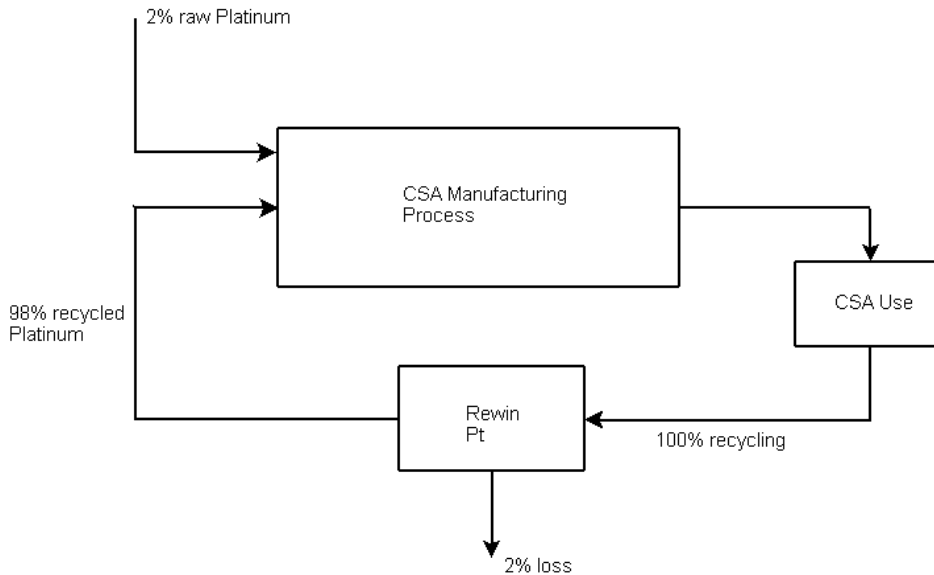 2% raw Platinum
CSA Manufacturing
Process
CSA Use
98% recycled
Platinum
Rewin
Pt
100% recycling
2% loss